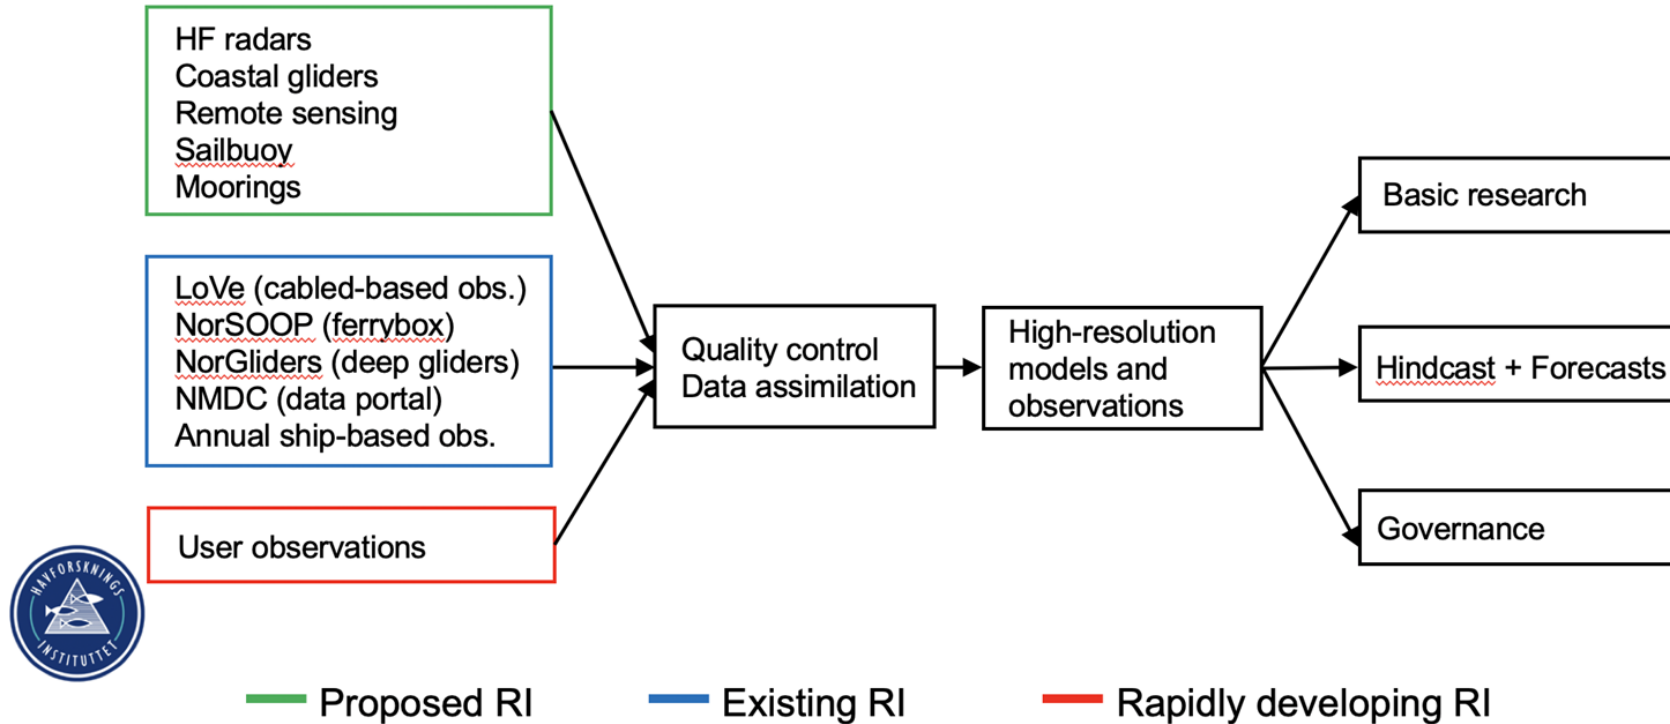 HF radars
Coastal gliders
Remote sensing
Sailbuoy
Moorings
LoVe (cabled-based obs.)
NorSOOP (ferrybox)
NorGliders (deep gliders)
NMDC (data portal)
Annual ship-based obs.
User observations
Quality control
Data assimilation
High-resolution
models and
observations
Basic research
Hindcast + Forecasts
Governance
HAVFORSKNINGS
INSTITUTTET
Proposed RI
Existing RI
Rapidly developing RI